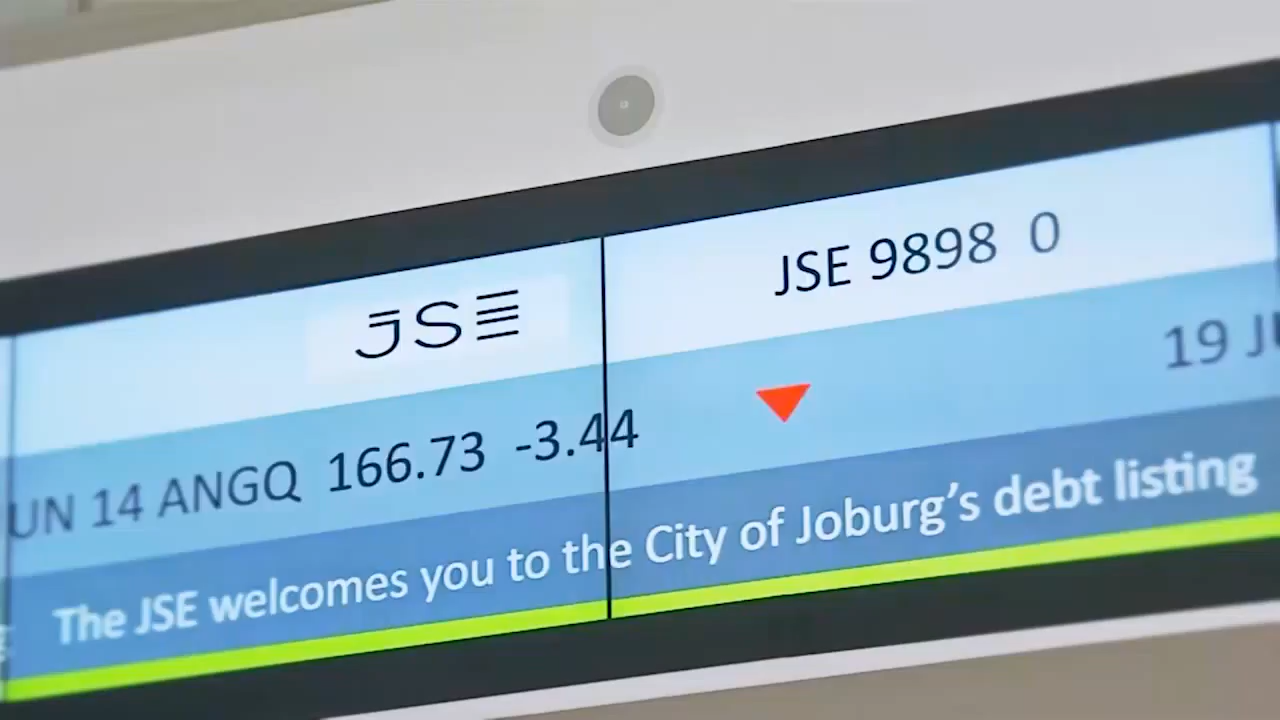 JSE
JSE 9898 0
UN 14 ANGQ 166.73 -3.44
19 J
The JSE welcomes you to the City of Joburg's debt listing